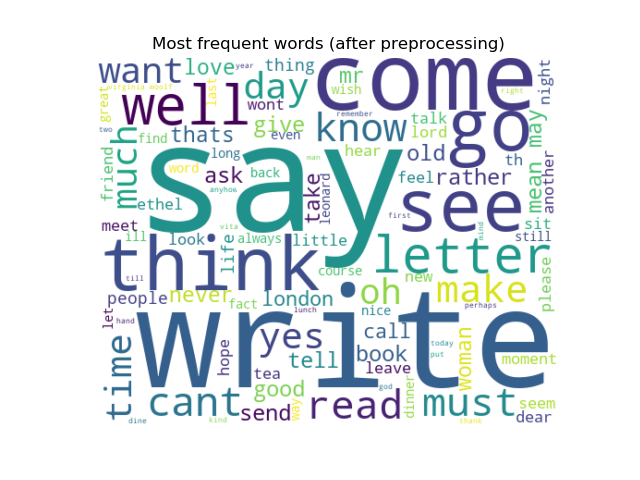 Most frequent words (after preprocessing)
want love thing mr come night
great virginia woolf last year wish right
well day give wont know go
two much thats find long even remember talk lord
friend word ask back hear old th another mean may
ethel anyhow man take leonard feel rather see
say
meet ill look life vita always little first mind sit still
think course letter
till people never fact london nice oh new make please
let hand lunch perhaps
write
time hope yes tea tell call book leave today put woman moment
cant good god dinner must seem
send way read dear
dine kind thank